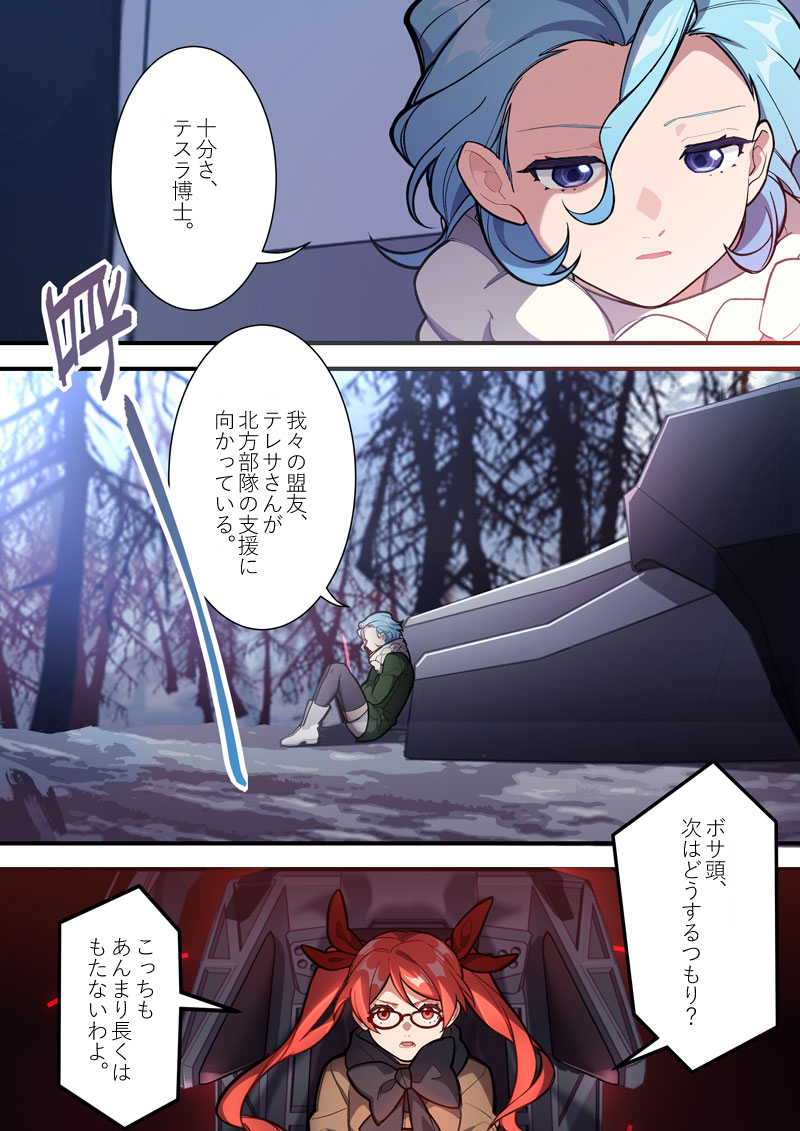 十分さ、
テスラ博士。
呼
我々の盟友、
テレサさんが
北方部隊の支援に
向かっている。
ボサ頭、
次はどうするつもり？
こっちも
あんまり長くは
もたないわよ。